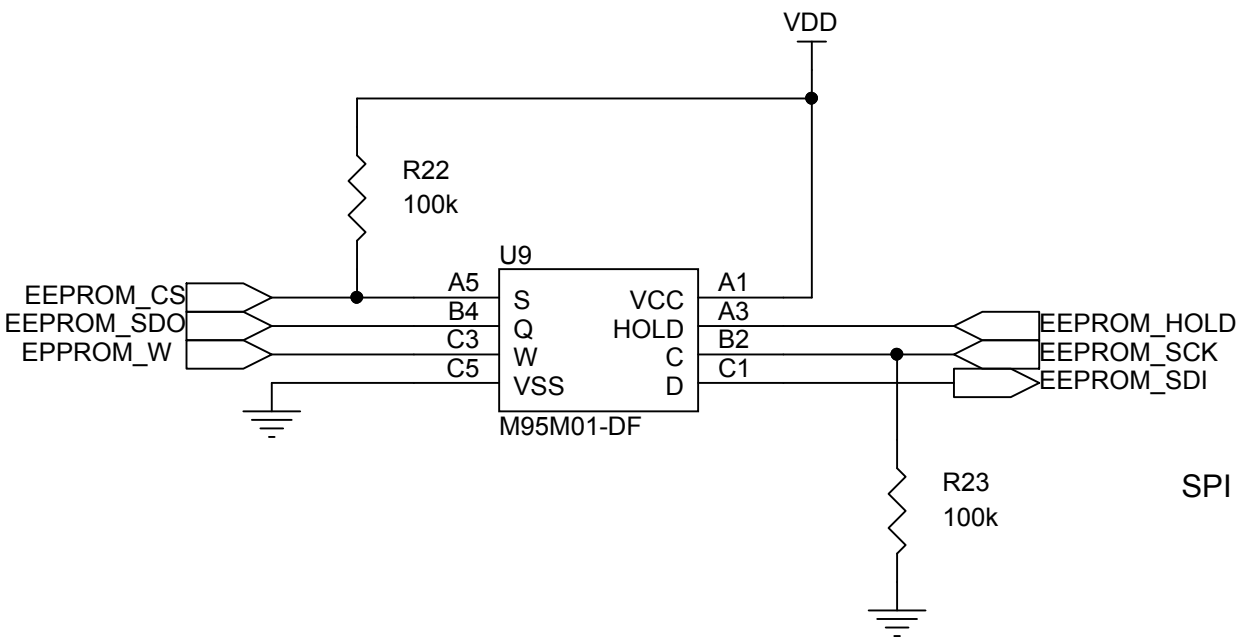 VDD
R22
100k
U9
EEPROM_CS
A5
S
VCC
A1
EEPROM_SDO
B4
Q
HOLD
A3
EEPROM_HOLD
EPPROM_W
C3
W
C
B2
EEPROM_SCK
C5
VSS
D
C1
EEPROM_SDI
M95M01-DF
R23
100k
SPI